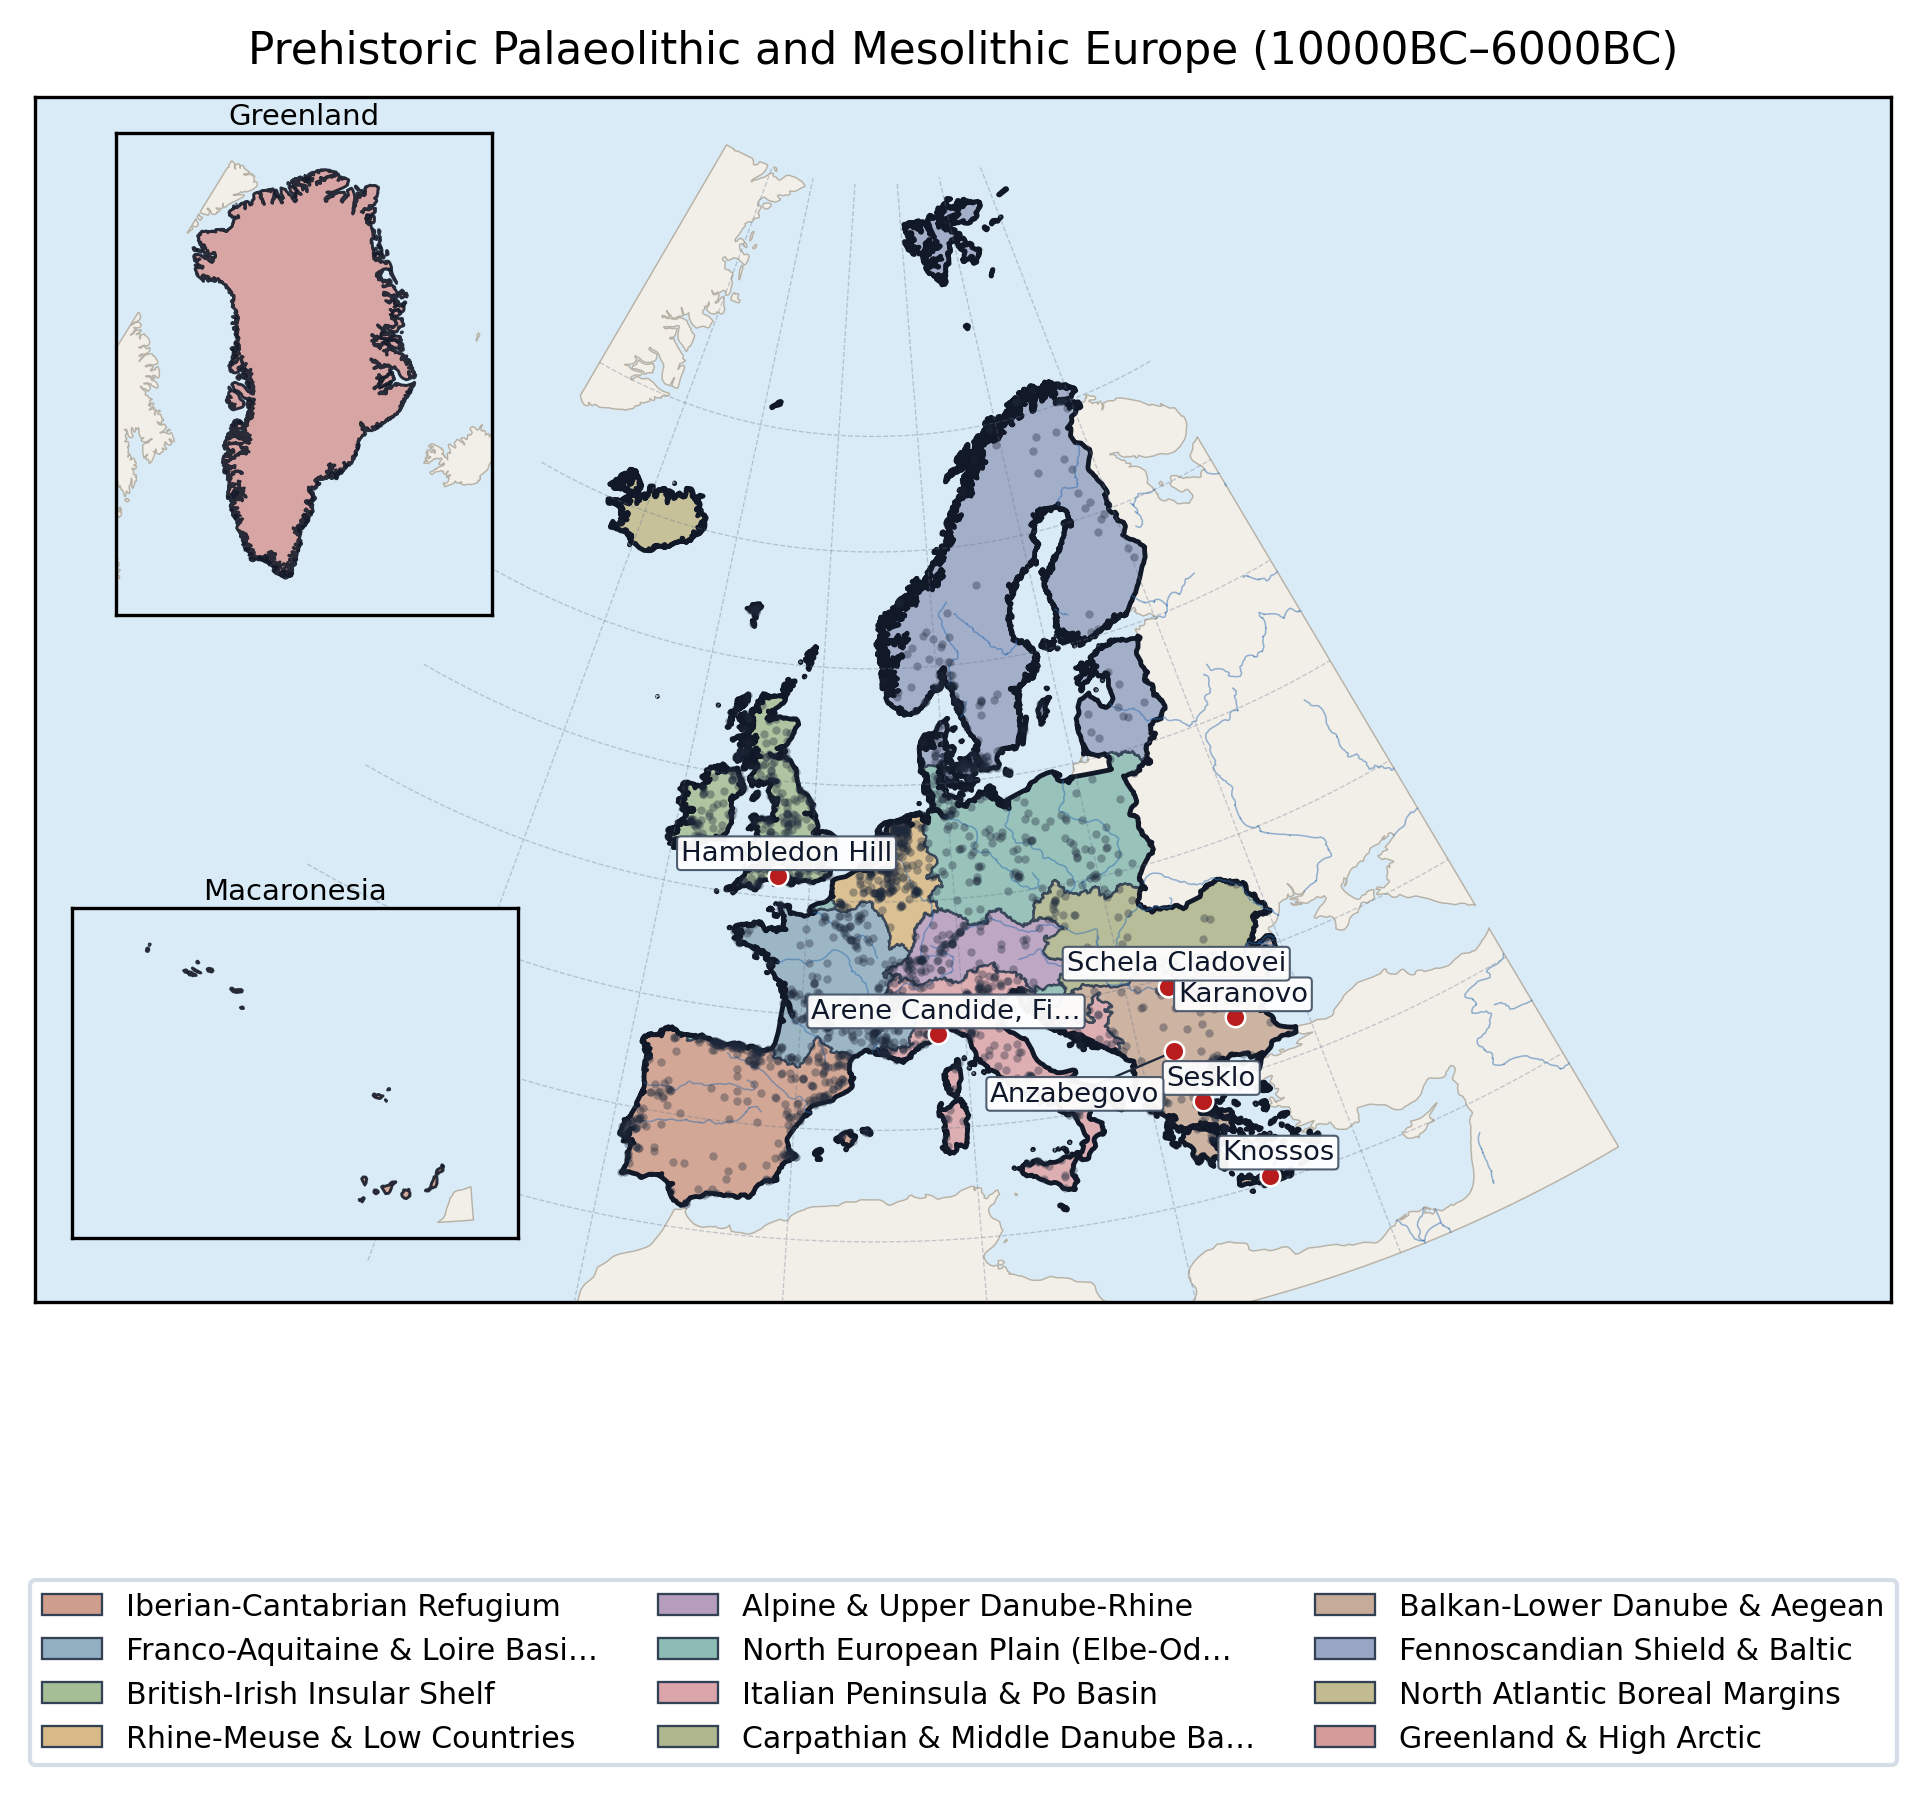 Prehistoric Palaeolithic and Mesolithic Europe (10000BC–6000BC)
Greenland
Hambledon Hill
Macaronesia
Schela Cladovei
Karanovo
Arene Candide, Fi...
Sesklo
Anzabegovo
Knossos
Iberian-Cantabrian Refugium
Franco-Aquitaine & Loire Basi...
British-Irish Insular Shelf
Rhine-Meuse & Low Countries
Alpine & Upper Danube-Rhine
North European Plain (Elbe-Od...
Italian Peninsula & Po Basin
Carpathian & Middle Danube Ba...
Balkan-Lower Danube & Aegean
Fennoscandian Shield & Baltic
North Atlantic Boreal Margins
Greenland & High Arctic